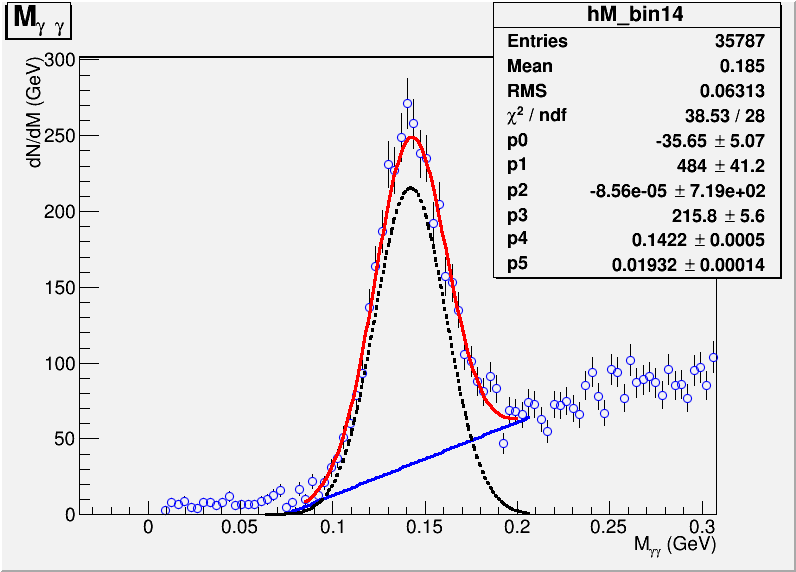 M_γ γ
hM_bin14
Entries 35787
Mean 0.185
RMS 0.06313
χ² / ndf 38.53 / 28
p0 -35.65 ± 5.07
p1 484 ± 41.2
p2 -8.56e-05 ± 7.19e+02
p3 215.8 ± 5.6
p4 0.1422 ± 0.0005
p5 0.01932 ± 0.00014
dN/dM (GeV)
300
250
200
150
100
50
0
0 0.05 0.1 0.15 0.2 0.25 0.3
M_γγ (GeV)